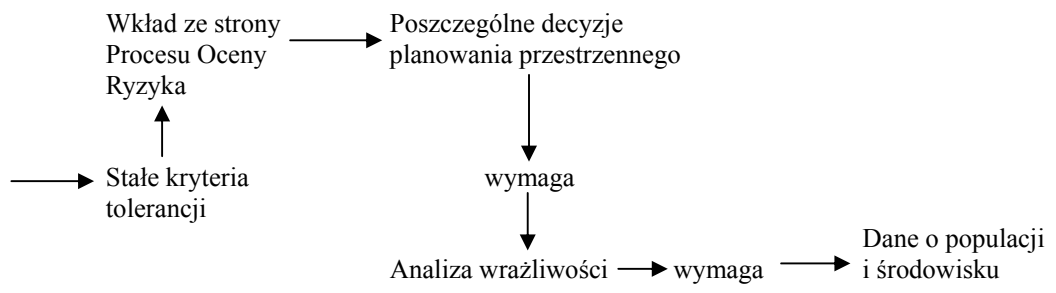 Wkład ze strony
Procesu Oceny
Ryzyka
Poszczególne decyzje
planowania przestrzennego
Stałe kryteria
tolerancji
wymaga
Analiza wrażliwości
wymaga
Dane o populacji
i środowisku